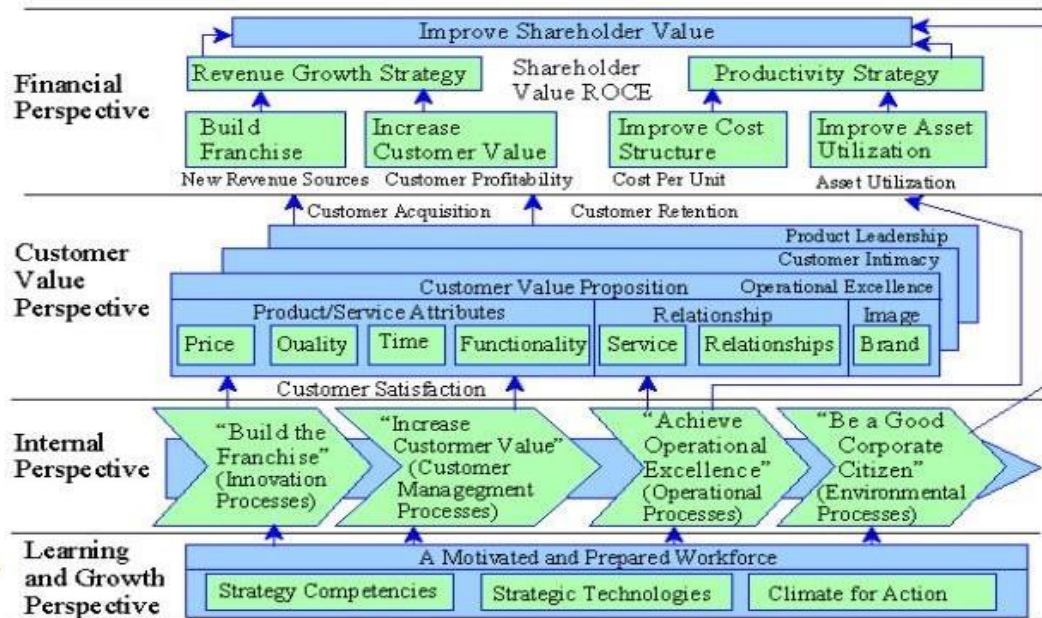 Improve Shareholder Value
Financial
Perspective
Revenue Growth Strategy
Shareholder
Value ROCE
Productivity Strategy
Build
Franchise
Increase
Customer Value
Improve Cost
Structure
Improve Asset
Utilization
New Revenue Sources
Customer Profitability
Cost Per Unit
Asset Utilization
Customer Acquisition
Customer Retention
Customer
Value
Perspective
Product Leadership
Customer Intimacy
Customer Value Proposition
Operational Excellence
Product/Service Attributes
Relationship
Image
Price
Ouality
Time
Functionality
Service
Relationships
Brand
Customer Satisfaction
Internal
Perspective
“Build the
Franchise”
(Innovation
Processes)
“Increase
Custormer Value”
(Customer
Managegment
Processes)
“Achieve
Operational
Excellence”
(Operational
Processes)
“Be a Good
Corporate
Citizen”
(Environmental
Processes)
Learning
and Growth
Perspective
A Motivated and Prepared Workforce
Strategy Competencies
Strategic Technologies
Climate for Action